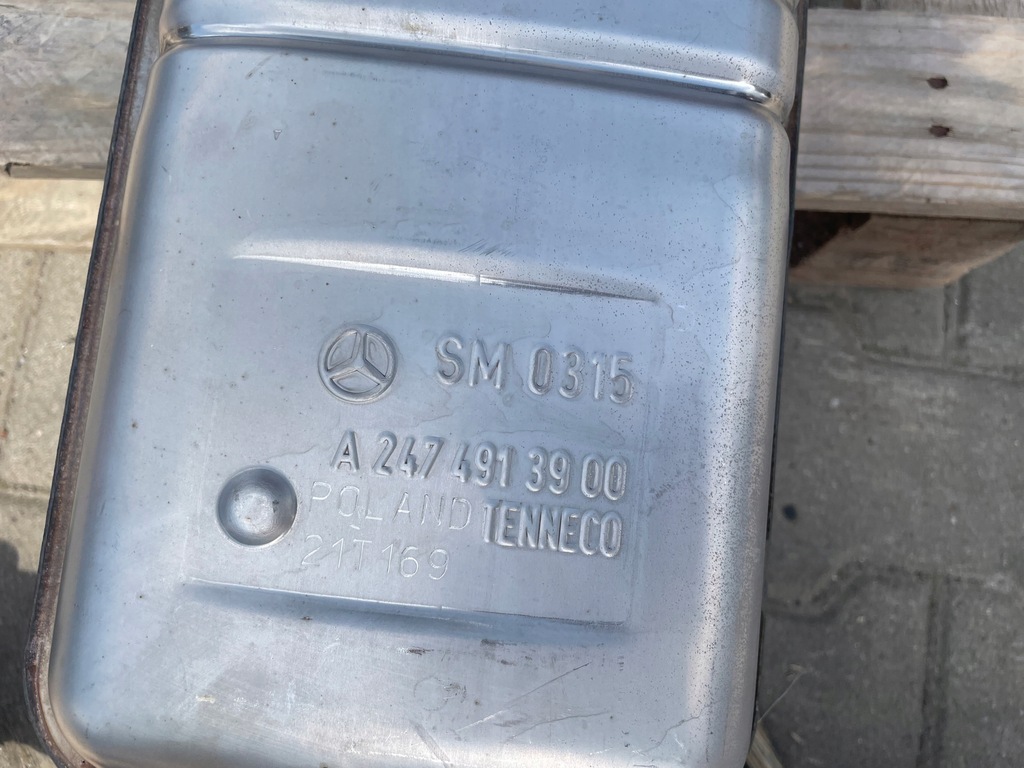 SM 0315
A 247 491 39 00
POLAND TENNECO
21T169